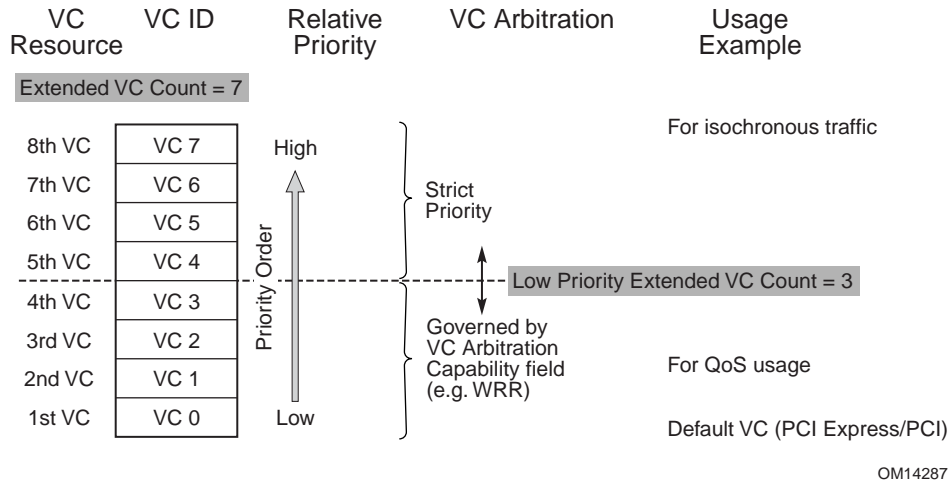 VC Resource
VC ID
Relative Priority
VC Arbitration
Usage Example
Extended VC Count = 7
For isochronous traffic
8th VC VC 7 High
7th VC VC 6
6th VC VC 5
5th VC VC 4
Strict
Priority
Priority Order
Low Priority Extended VC Count = 3
4th VC VC 3
3rd VC VC 2
2nd VC VC 1
1st VC VC 0 Low
Governed by
VC Arbitration
Capability field
(e.g. WRR)
For QoS usage
Default VC (PCI Express/PCI)
OM14287